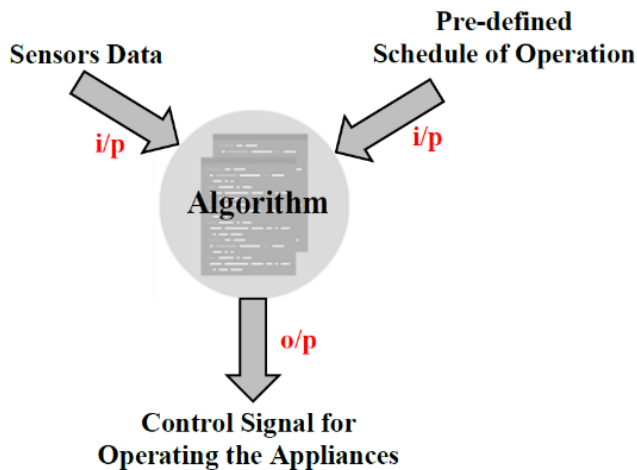 Pre-defined
Sensors Data
Schedule of Operation
i/p
i/p
Algorithm
o/p
Control Signal for
Operating the Appliances